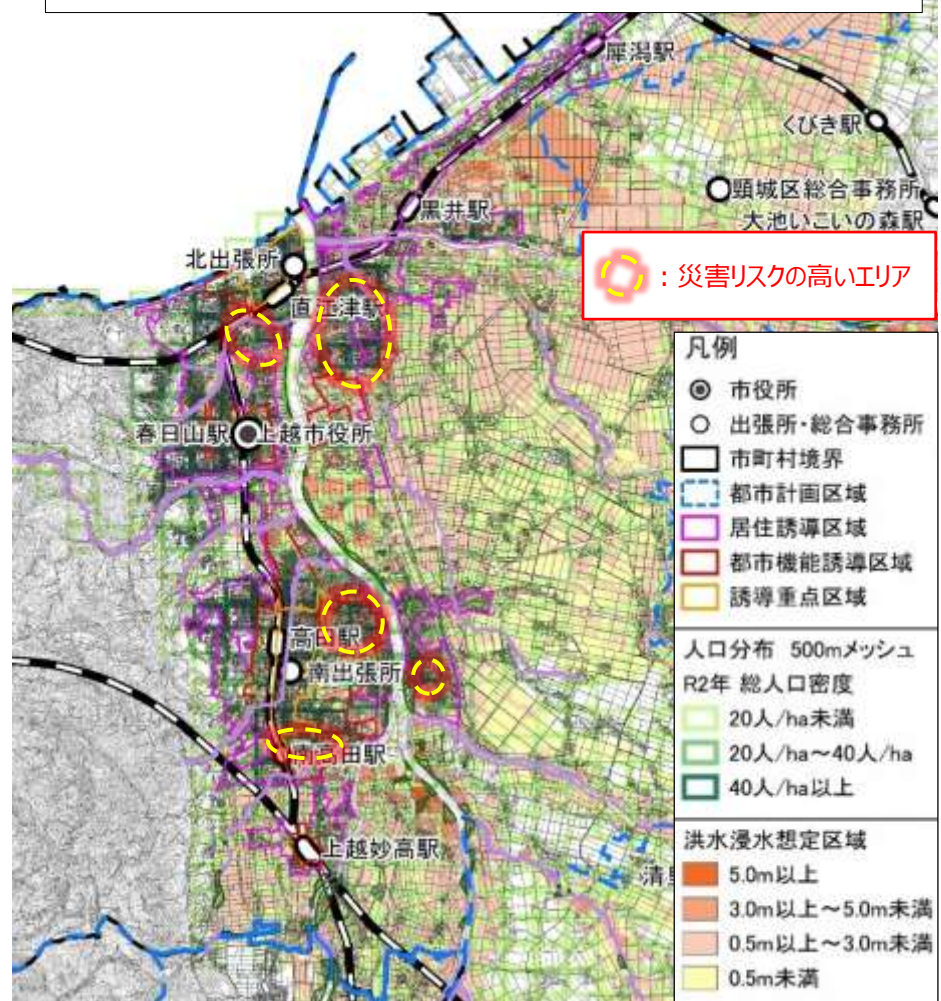 犀潟駅
くびき駅
頸城区総合事務所
大池いこいの森駅
黒井駅
北出張所
直江津駅
：災害リスクの高いエリア
春日山駅
上越市役所
高田駅
南出張所
南高田駅
上越妙高駅
清里
凡例
市役所
出張所・総合事務所
市町村境界
都市計画区域
居住誘導区域
都市機能誘導区域
誘導重点区域
人口分布 500mメッシュ
R2年 総人口密度
20人/ha未満
20人/ha～40人/ha
40人/ha以上
洪水浸水想定区域
5.0m以上
3.0m以上～5.0m未満
0.5m以上～3.0m未満
0.5m未満